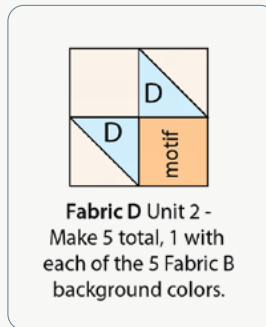 D
D
motif
Fabric D Unit 2 -
Make 5 total, 1 with
each of the 5 Fabric B
background colors.